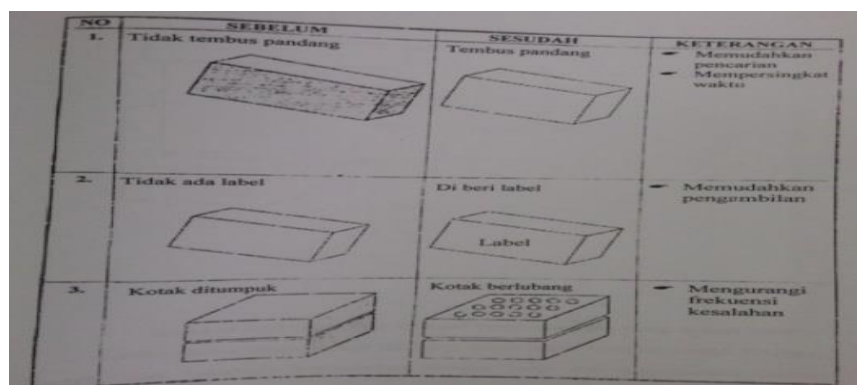 NO SEBELUM SESUDAH KETERANGAN
1. Tidak tembus pandang Tembus pandang Memudahkan
pencarian
Mempersingkat
waktu
2. Tidak ada label Di beri label Memudahkan
pengambilan
Label
3. Kotak ditumpuk Kotak berlubang Mengurangi
frekuensi
kesalahan